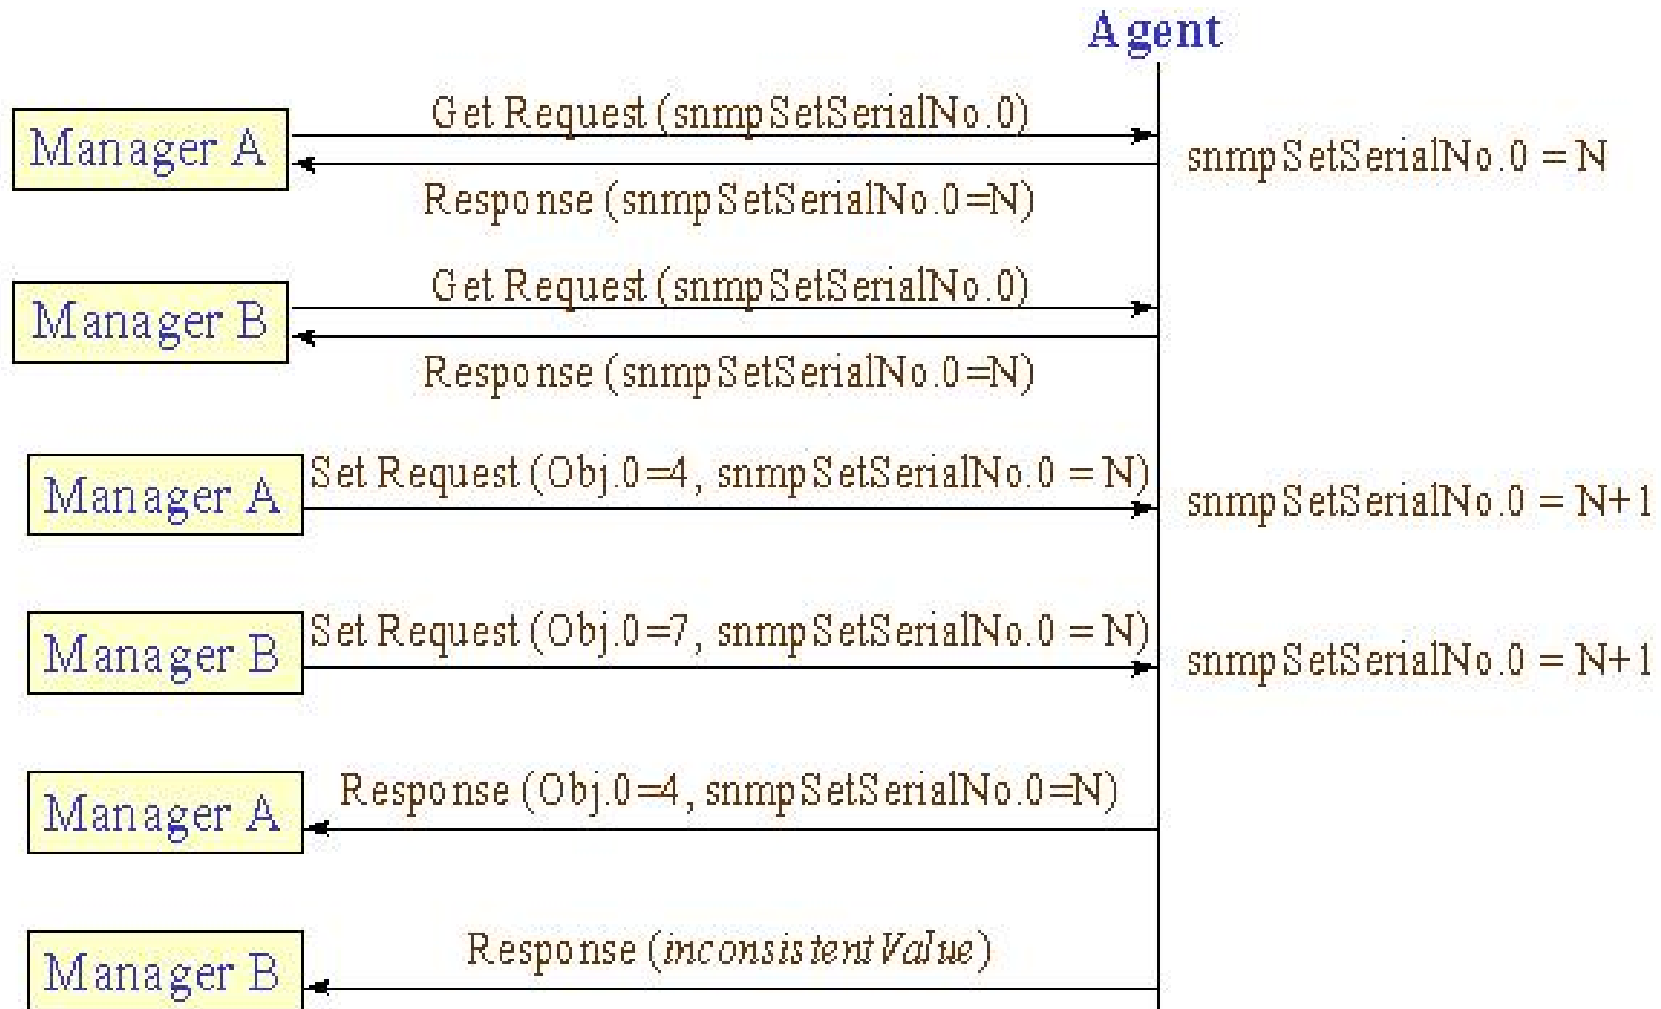 Agent
Get Request (snmpSetSerialNo.0)
Manager A
snmpSetSerialNo.0 = N
Response (snmpSetSerialNo.0=N)
Get Request (snmpSetSerialNo.0)
Manager B
Response (snmpSetSerialNo.0=N)
Set Request (Obj.0=4, snmpSetSerialNo.0 = N)
Manager A
snmpSetSerialNo.0 = N+1
Set Request (Obj.0=7, snmpSetSerialNo.0 = N)
Manager B
snmpSetSerialNo.0 = N+1
Response (Obj.0=4, snmpSetSerialNo.0=N)
Manager A
Response (inconsistentValue)
Manager B